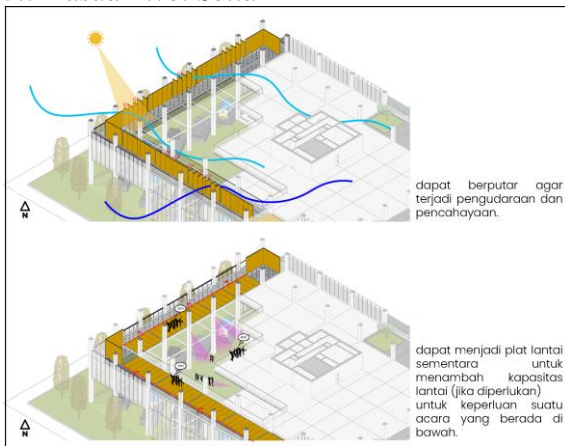 N
dapat berputar agar
terjadi pengudaraan dan
pencahayaan.
N
dapat menjadi plat lantai
sementara untuk
menambah kapasitas
lantai (jika diperlukan)
untuk keperluan suatu
acara yang berada di
bawah.